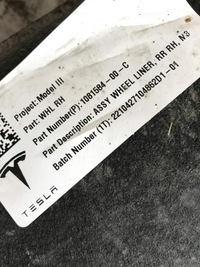 Project: Model III
Part: WHL RH
Part Number(P): 1081584-00-C
Part Description: ASSY WHEEL LINER, RR RH, M3
Batch Number (1T): 2210427104862D1-01
TESLA